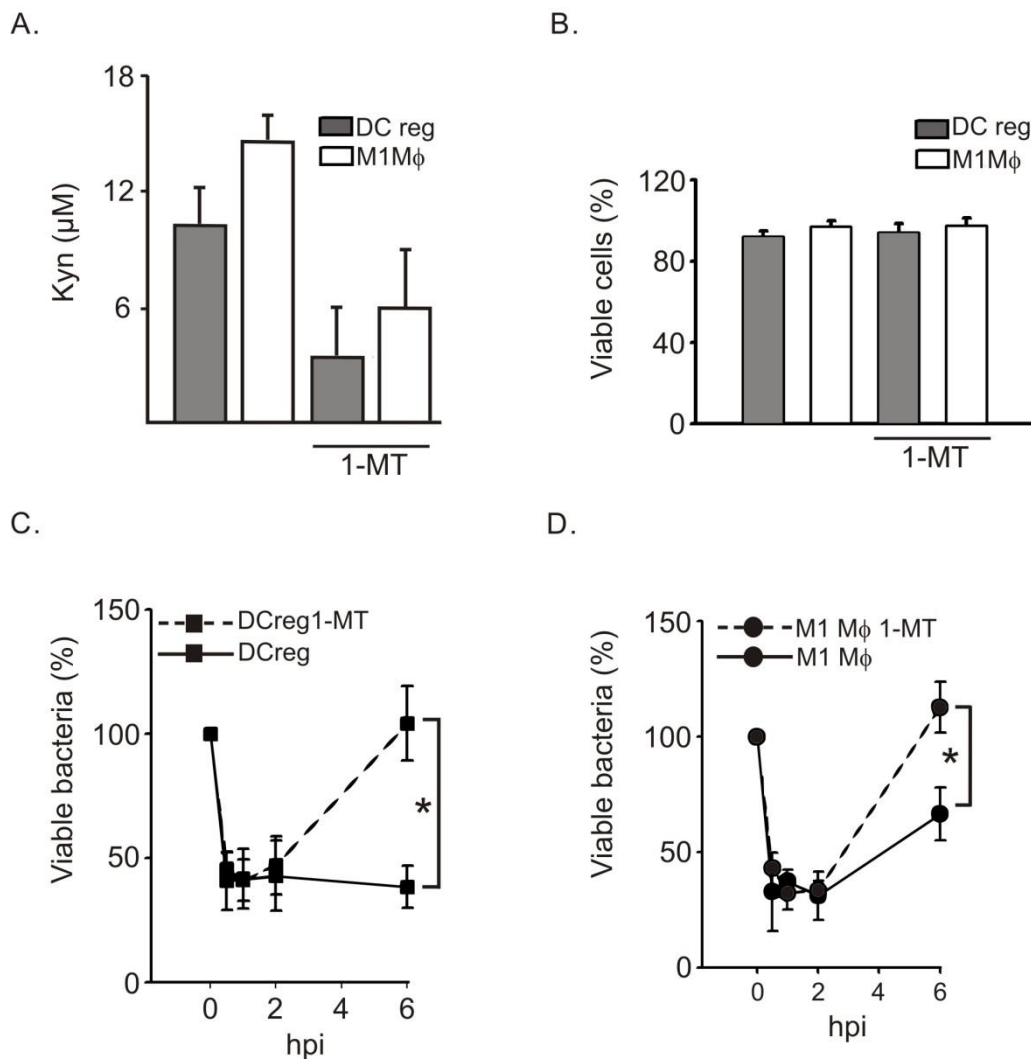 A.
18
12
6
Kyn (µM)
DC reg
M1Mϕ
1-MT
B.
DC reg
M1Mϕ
120
80
40
0
Viable cells (%)
1-MT
C.
150
100
50
0
Viable bacteria (%)
DCreg1-MT
DCreg
*
0 2 4 6
hpi
D.
150
100
50
0
Viable bacteria (%)
M1 Mϕ 1-MT
M1 Mϕ
*
0 2 4 6
hpi